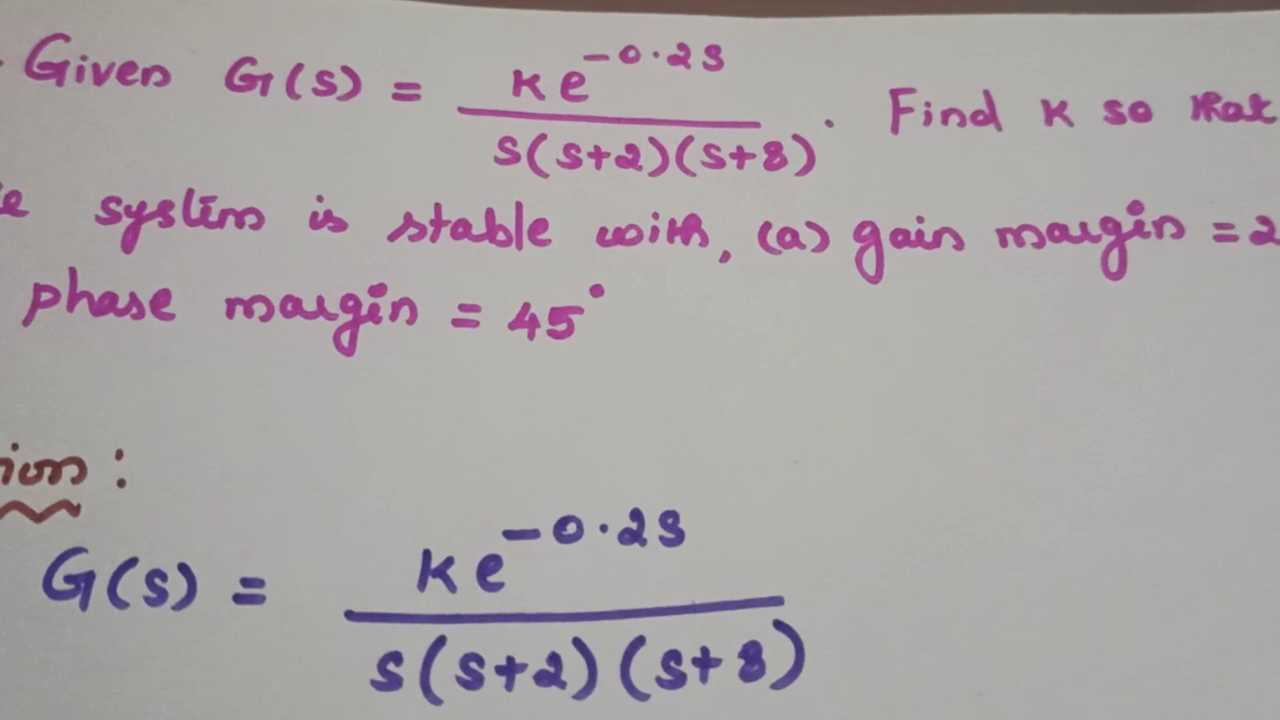 Given G(s) = Ke^{-0.2s} / s(s+2)(s+8). Find K so that
system is stable with, (a) gain margin = 2
phase margin = 45°
:
G(s) = Ke^{-0.2s} / s(s+2)(s+8)